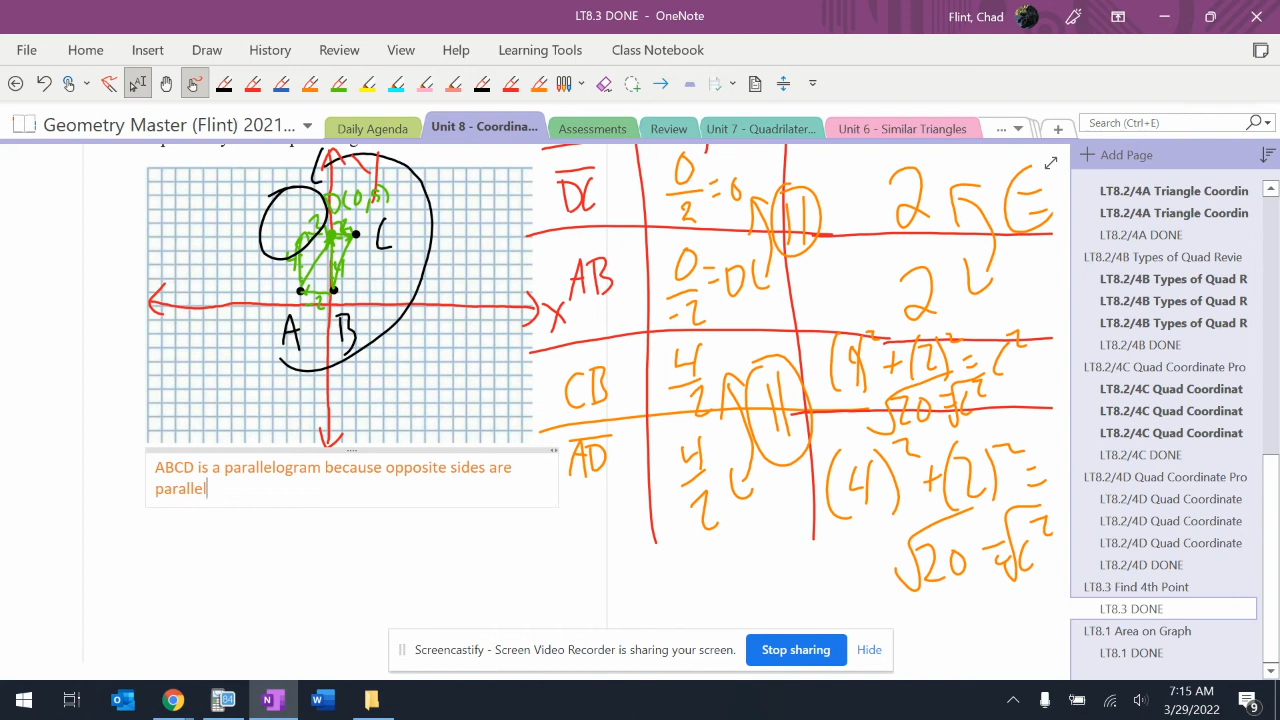 LT8.3 DONE - OneNote
Flint, Chad
File Home Insert Draw History Review View Help Learning Tools Class Notebook
Geometry Master (Flint) 2021...
Daily Agenda
Unit 8 - Coordina...
Assessments
Review
Unit 7 - Quadrilater...
Unit 6 - Similar Triangles
...
Search (Ctrl+E)
Add Page
LT8.2/4A Triangle Coordin
LT8.2/4A Triangle Coordin
LT8.2/4A DONE
LT8.2/4B Types of Quad Revie
LT8.2/4B Types of Quad R
LT8.2/4B Types of Quad R
LT8.2/4B Types of Quad R
LT8.2/4B DONE
LT8.2/4C Quad Coordinate Pro
LT8.2/4C Quad Coordinat
LT8.2/4C Quad Coordinat
LT8.2/4C Quad Coordinat
LT8.2/4C DONE
LT8.2/4D Quad Coordinate Pro
LT8.2/4D Quad Coordinate
LT8.2/4D Quad Coordinate
LT8.2/4D Quad Coordinate
LT8.2/4D DONE
LT8.3 Find 4th Point
LT8.3 DONE
LT8.1 Area on Graph
LT8.1 DONE
D(0,5)
C
A B
X
DC 0/2=0 || 2
AB 0/-2=0 2
CB 4/2 || (4)²+(2)²=c²
√20=√c²
AD 4/2 (4)²+(2)²=
√20=√c²
ABCD is a parallelogram because opposite sides are
parallel
Screencastify - Screen Video Recorder is sharing your screen.
Stop sharing
Hide
7:15 AM
3/29/2022
9